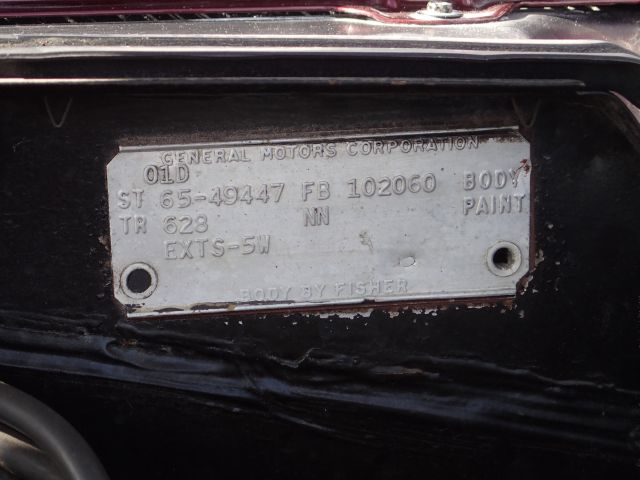 GENERAL MOTORS CORPORATION
01D
ST 65-49447 FB 102060 BODY
TR 628 NN PAINT
EXTS-5W
BODY BY FISHER